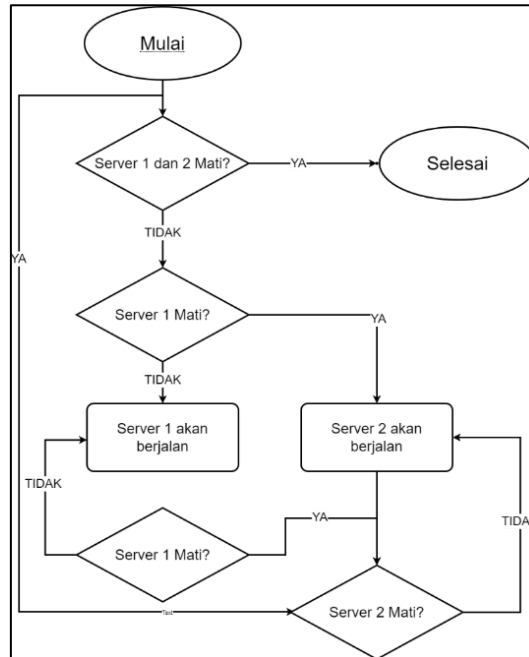 Mulai
Server 1 dan 2 Mati?
YA
Selesai
TIDAK
YA
Server 1 Mati?
YA
TIDAK
Server 1 akan
berjalan
Server 2 akan
berjalan
TIDAK
YA
TIDA
Server 1 Mati?
Server 2 Mati?